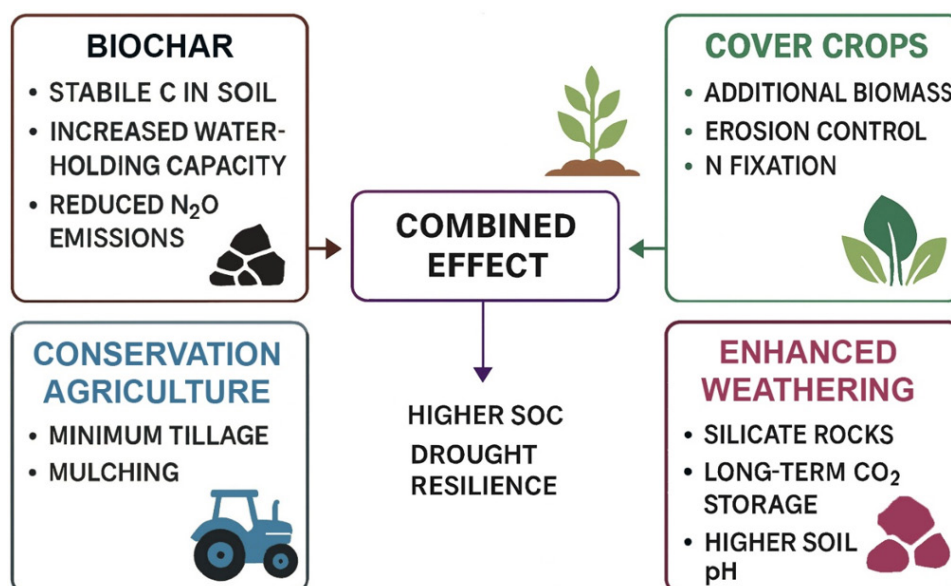 BIOCHAR
• STABILE C IN SOIL
• INCREASED WATER-
HOLDING CAPACITY
• REDUCED N₂O
EMISSIONS
COVER CROPS
• ADDITIONAL BIOMASS
• EROSION CONTROL
• N FIXATION
COMBINED
EFFECT
HIGHER SOC
DROUGHT
RESILIENCE
CONSERVATION
AGRICULTURE
• MINIMUM TILLAGE
• MULCHING
ENHANCED
WEATHERING
• SILICATE ROCKS
• LONG-TERM CO₂
STORAGE
• HIGHER SOIL
pH